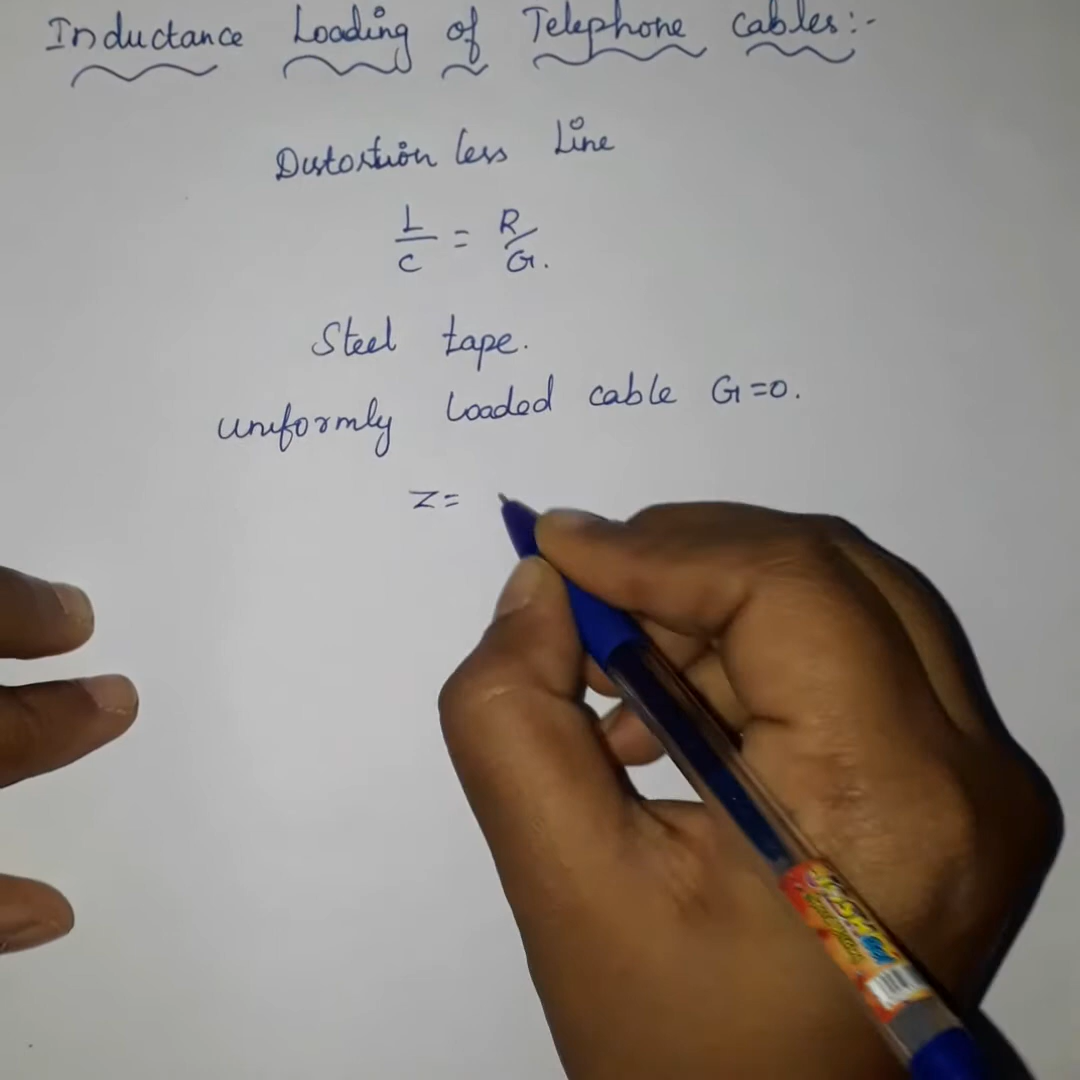 Inductance Loading of Telephone cables:-
Distortion less Line
L/C = R/G.
Steel tape.
uniformly Loaded cable G=0.
Z=